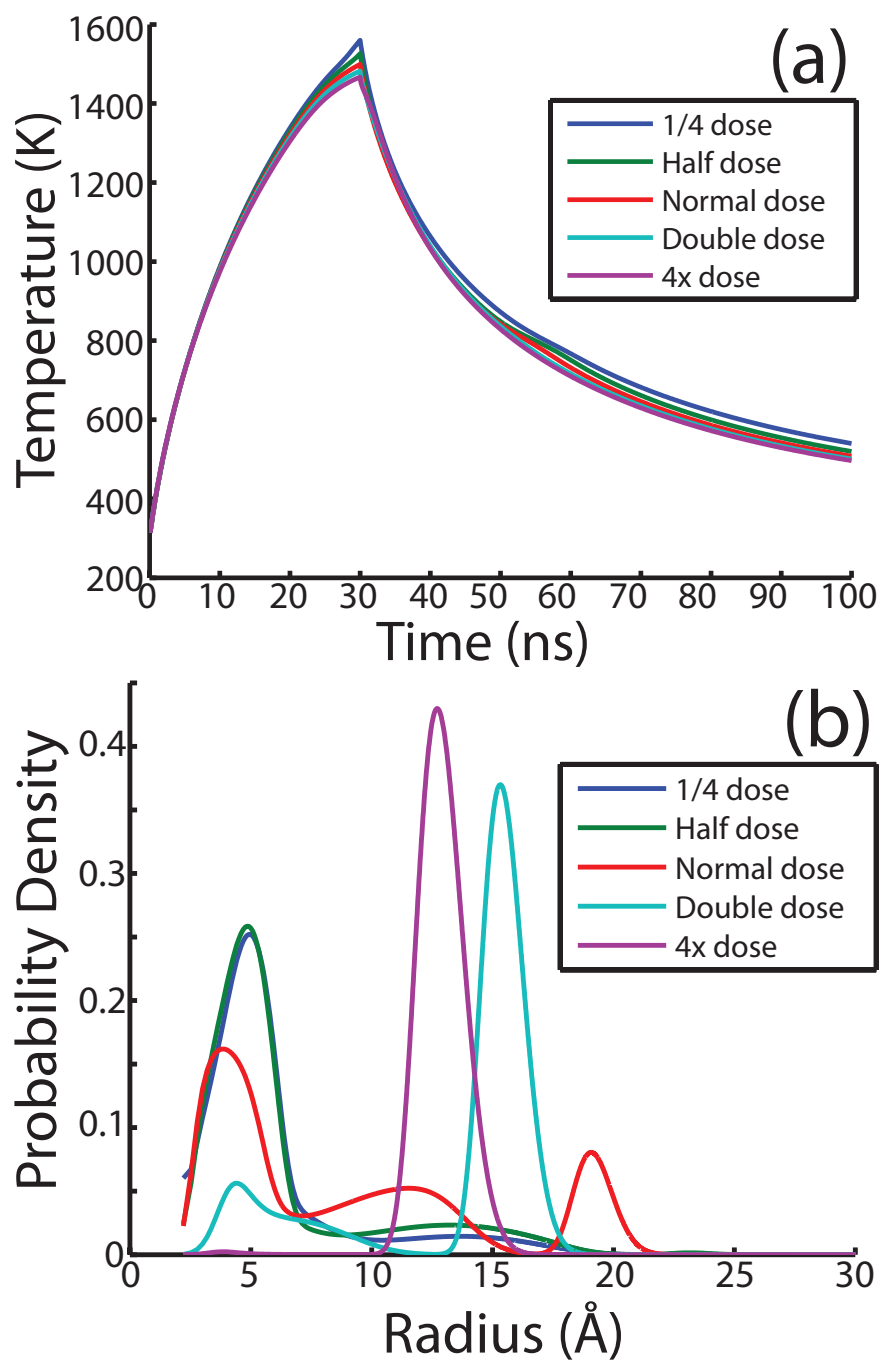 (a)
Temperature (K)
1600
1400
1200
1000
800
600
400
200
1/4 dose
Half dose
Normal dose
Double dose
4x dose
0 10 20 30 40 50 60 70 80 90 100
Time (ns)
(b)
Probability Density
0.4
0.3
0.2
0.1
0
1/4 dose
Half dose
Normal dose
Double dose
4x dose
0 5 10 15 20 25 30
Radius (Å)